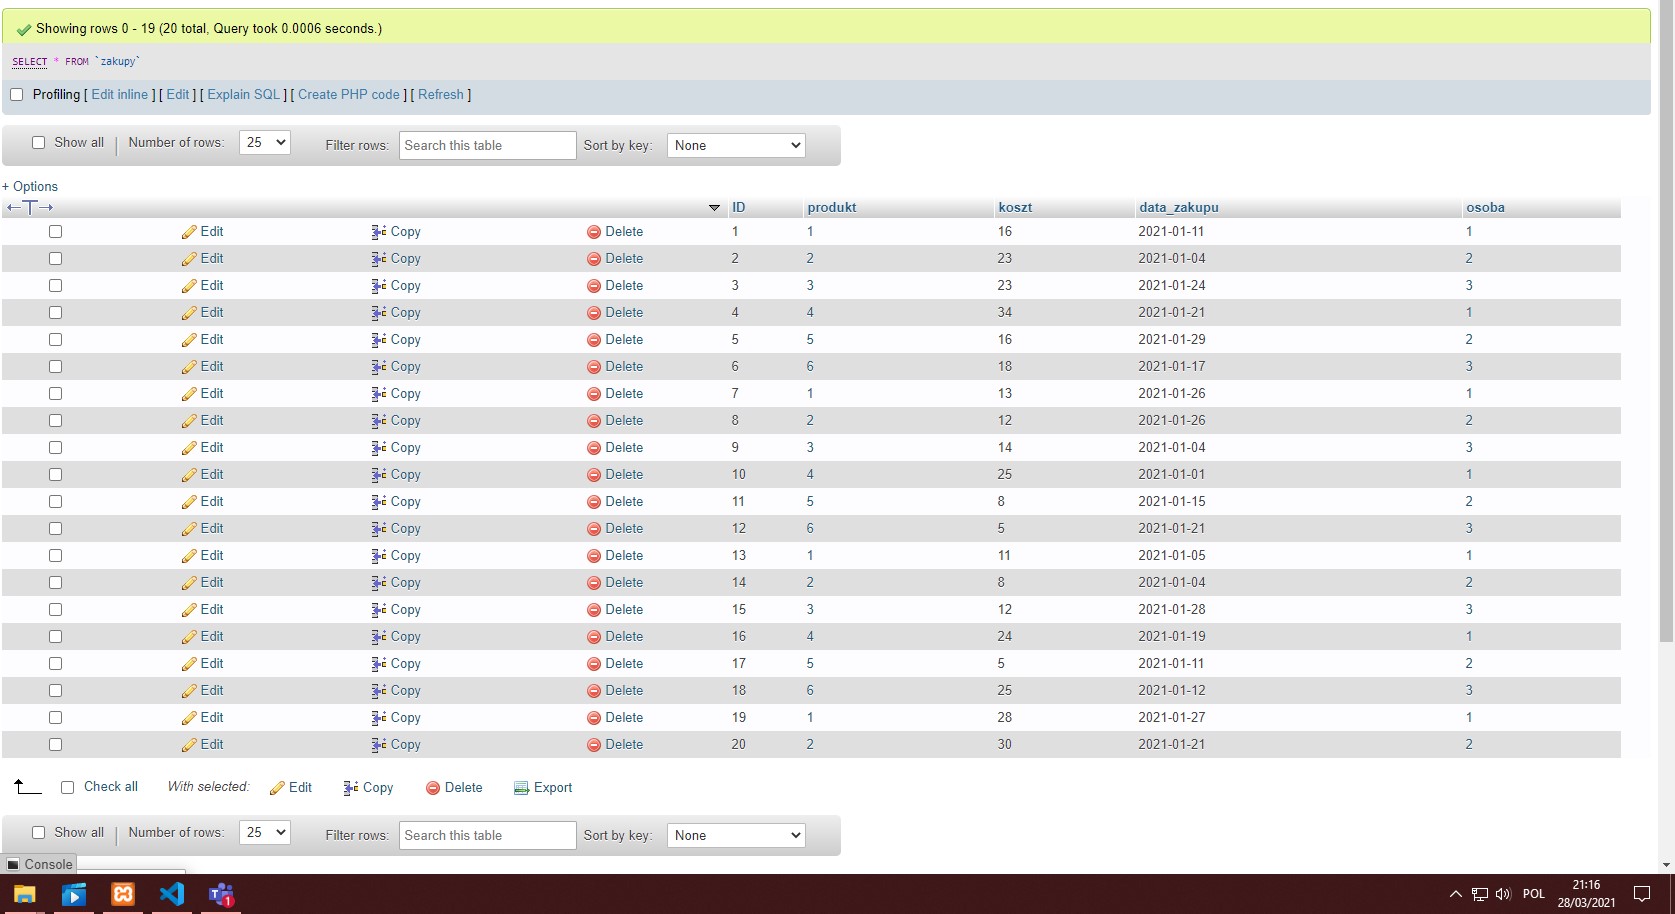 Showing rows 0 - 19 (20 total, Query took 0.0006 seconds.)
SELECT * FROM `zakupy`
Profiling [ Edit inline ] [ Edit ] [ Explain SQL ] [ Create PHP code ] [ Refresh ]
Show all Number of rows: 25 Filter rows: Search this table Sort by key: None
+ Options
ID produkt koszt data_zakupu osoba
Edit Copy Delete 1 1 16 2021-01-11 1
Edit Copy Delete 2 2 23 2021-01-04 2
Edit Copy Delete 3 3 23 2021-01-24 3
Edit Copy Delete 4 4 34 2021-01-21 1
Edit Copy Delete 5 5 16 2021-01-29 2
Edit Copy Delete 6 6 18 2021-01-17 3
Edit Copy Delete 7 1 13 2021-01-26 1
Edit Copy Delete 8 2 12 2021-01-26 2
Edit Copy Delete 9 3 14 2021-01-04 3
Edit Copy Delete 10 4 25 2021-01-01 1
Edit Copy Delete 11 5 8 2021-01-15 2
Edit Copy Delete 12 6 5 2021-01-21 3
Edit Copy Delete 13 1 11 2021-01-05 1
Edit Copy Delete 14 2 8 2021-01-04 2
Edit Copy Delete 15 3 12 2021-01-28 3
Edit Copy Delete 16 4 24 2021-01-19 1
Edit Copy Delete 17 5 5 2021-01-11 2
Edit Copy Delete 18 6 25 2021-01-12 3
Edit Copy Delete 19 1 28 2021-01-27 1
Edit Copy Delete 20 2 30 2021-01-21 2
Check all With selected: Edit Copy Delete Export
Show all Number of rows: 25 Filter rows: Search this table Sort by key: None
Console
T 1 POL 21:16
28/03/2021